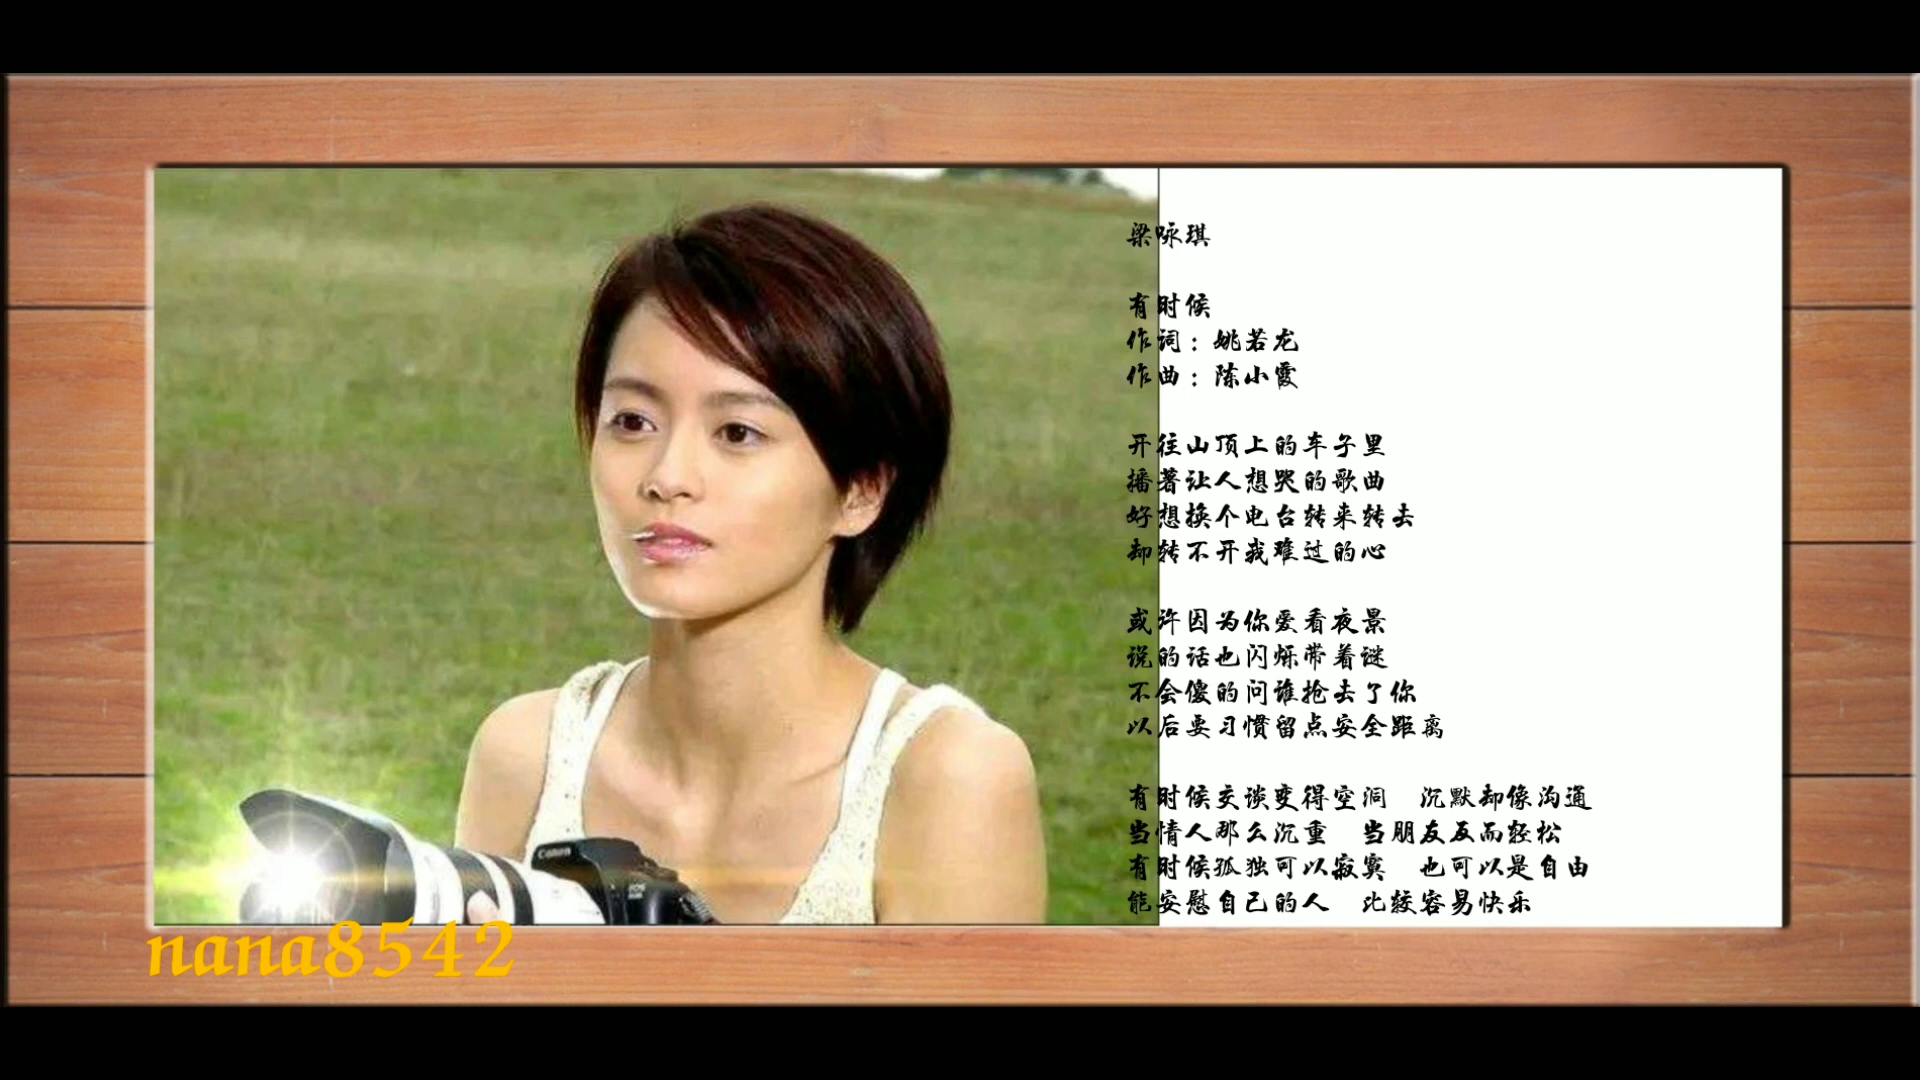 梁咏琪
有时候
作词：姚若龙
作曲：陈小霞
开往山顶上的车子里
播著让人想哭的歌曲
好想换个电台转来转去
却转不开我难过的心
或许因为你爱看夜景
说的话也闪烁带着谜
不会傻的问谁抢去了你
以后要习惯留点安全距离
有时候交谈变得空洞　沉默却像沟通
当情人那么沉重　当朋友反而轻松
有时候孤独可以寂寞　也可以是自由
能安慰自己的人　比较容易快乐
Canon
nana8542